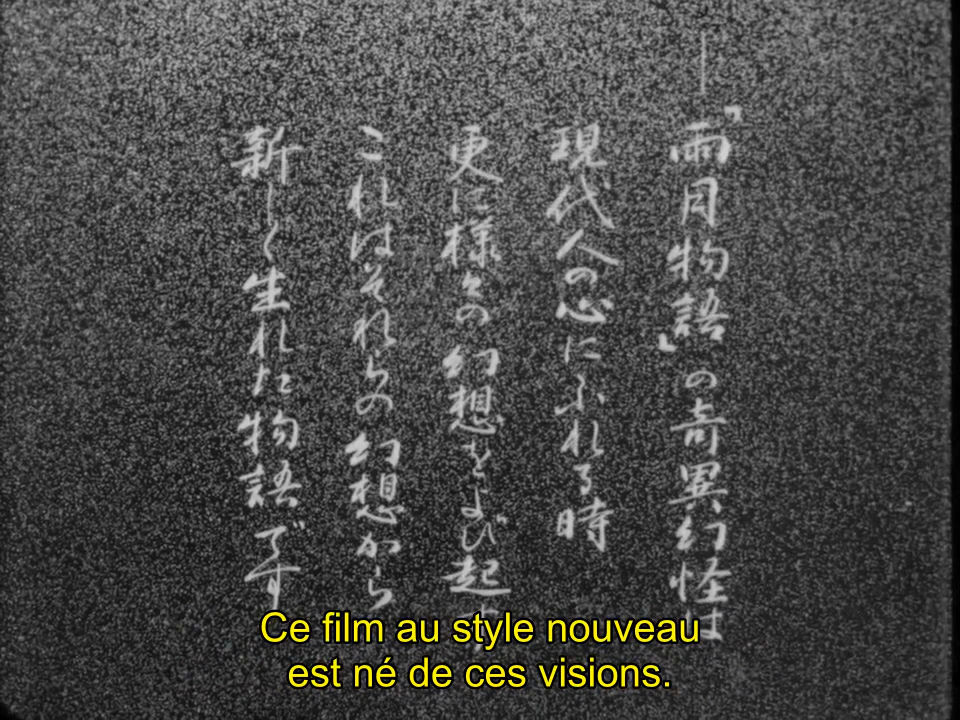 ―『雨月物語』の奇異幻怪は
現代人の心にふれる時
更に様々の幻想をよび起す
これはそれらの幻想から
新しく生れた物語です
Ce film au style nouveau
est né de ces visions.